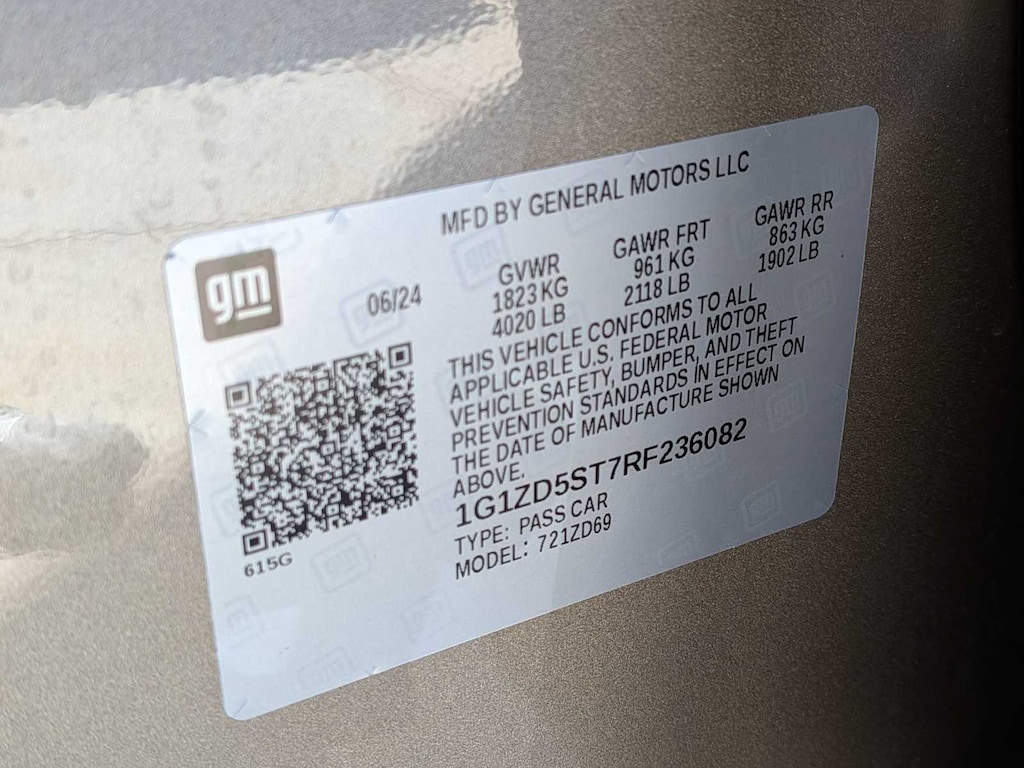 MFD BY GENERAL MOTORS LLC
gm
06/24
GVWR
1823 KG
4020 LB
GAWR FRT
961 KG
2118 LB
GAWR RR
863 KG
1902 LB
THIS VEHICLE CONFORMS TO ALL
APPLICABLE U.S. FEDERAL MOTOR
VEHICLE SAFETY, BUMPER, AND THEFT
PREVENTION STANDARDS IN EFFECT ON
THE DATE OF MANUFACTURE SHOWN
ABOVE.
1G1ZD5ST7RF236082
TYPE: PASS CAR
MODEL: 721ZD69
615G